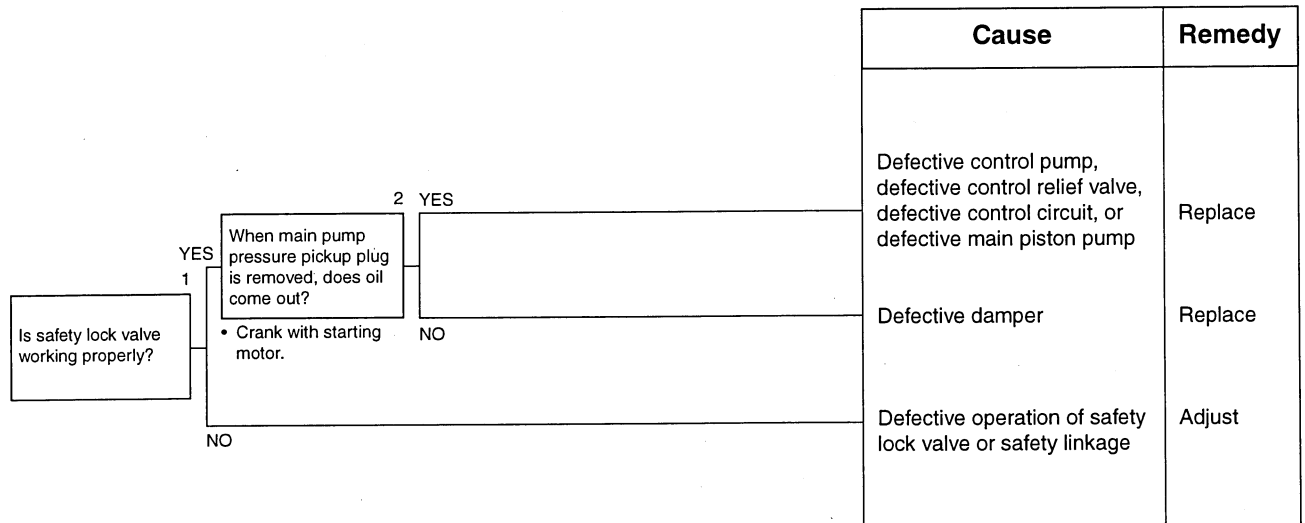 Cause
Remedy
Defective control pump,
defective control relief valve,
defective control circuit, or
defective main piston pump
Replace
2 YES
When main pump
pressure pickup plug
is removed, does oil
come out?
YES
1
• Crank with starting
motor.
NO
Defective damper
Replace
Is safety lock valve
working properly?
NO
Defective operation of safety
lock valve or safety linkage
Adjust